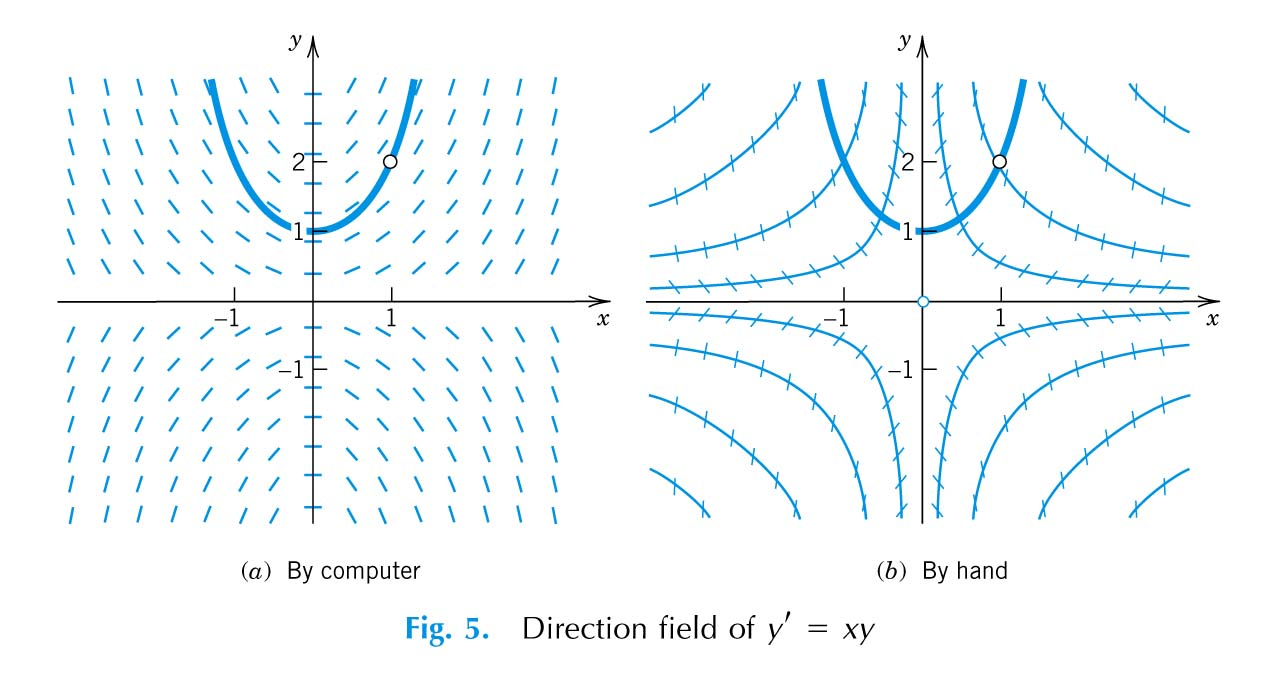 y
2
1
−1
1
x
−1
(a) By computer
y
2
1
−1
1
x
−1
(b) By hand
Fig. 5. Direction field of y′ = xy